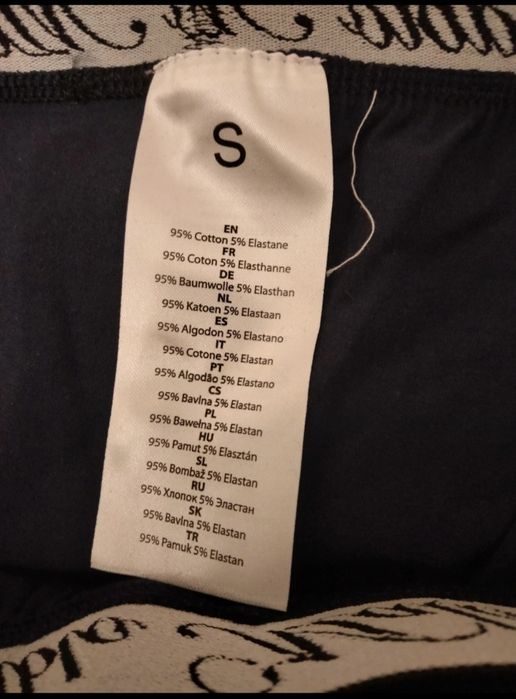 S
EN
95% Cotton 5% Elastane
FR
95% Coton 5% Elasthanne
DE
95% Baumwolle 5% Elasthan
NL
95% Katoen 5% Elastaan
ES
95% Algodon 5% Elastano
IT
95% Cotone 5% Elastan
PT
95% Algodão 5% Elastano
CS
95% Bavlna 5% Elastan
PL
95% Bawełna 5% Elastan
HU
95% Pamut 5% Elasztán
SL
95% Bombaž 5% Elastan
RU
95% Хлопок 5% Эластан
SK
95% Bavlna 5% Elastan
TR
95% Pamuk 5% Elastan